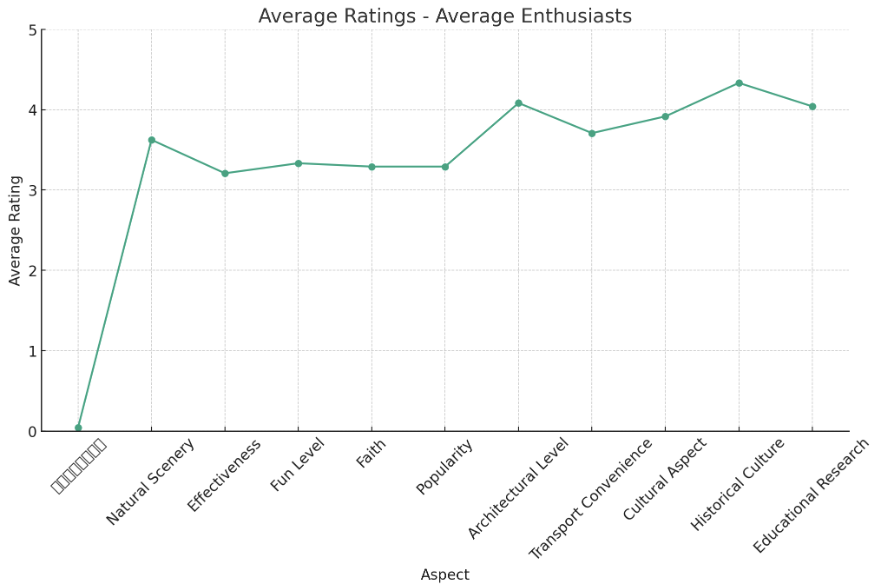 Average Ratings - Average Enthusiasts
5
4
3
2
1
0
Average Rating
Natural Scenery
Effectiveness
Fun Level
Faith
Popularity
Architectural Level
Transport Convenience
Cultural Aspect
Historical Culture
Educational Research
Aspect